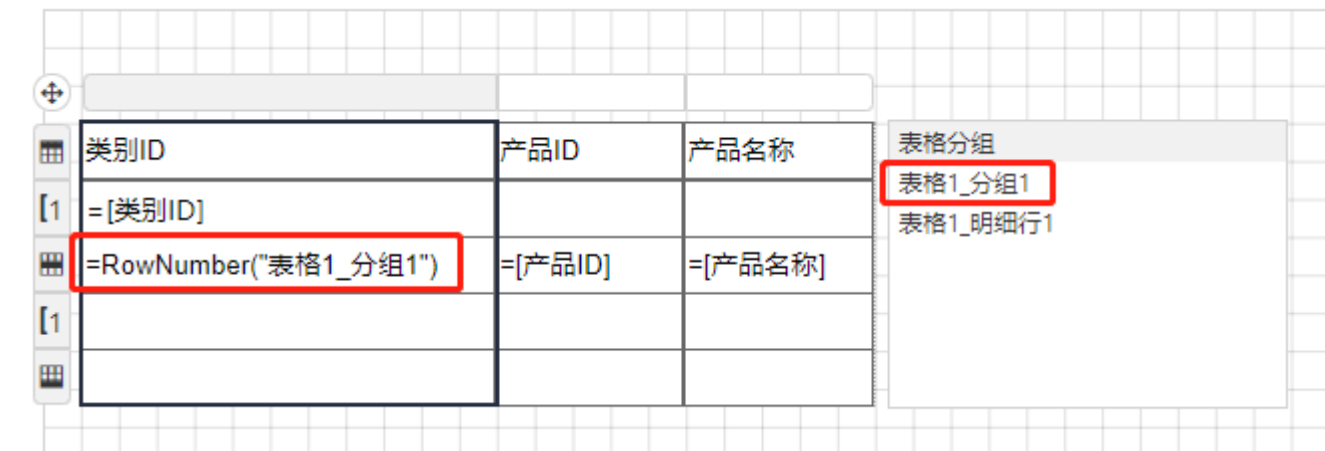 类别ID 产品ID 产品名称 表格分组
表格1_分组1
[1 =[类别ID]
表格1_明细行1
=RowNumber("表格1_分组1") =[产品ID] =[产品名称]
[1